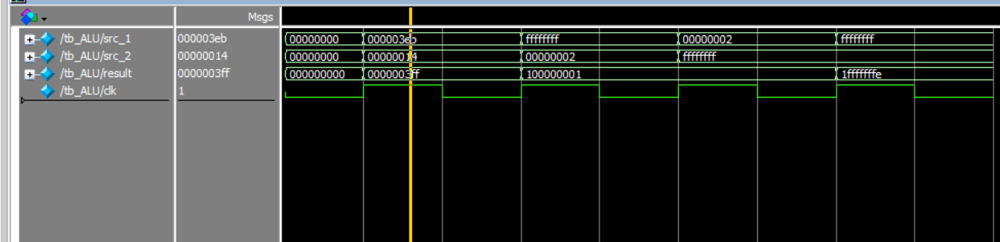 Msgs
/tb_ALU/src_1 000003eb 00000000 000003eb ffffffff 00000002 ffffffff
/tb_ALU/src_2 00000014 00000000 00000014 00000002 ffffffff
/tb_ALU/result 0000003ff 000000000 0000003ff 100000001 1fffffffe
/tb_ALU/clk 1